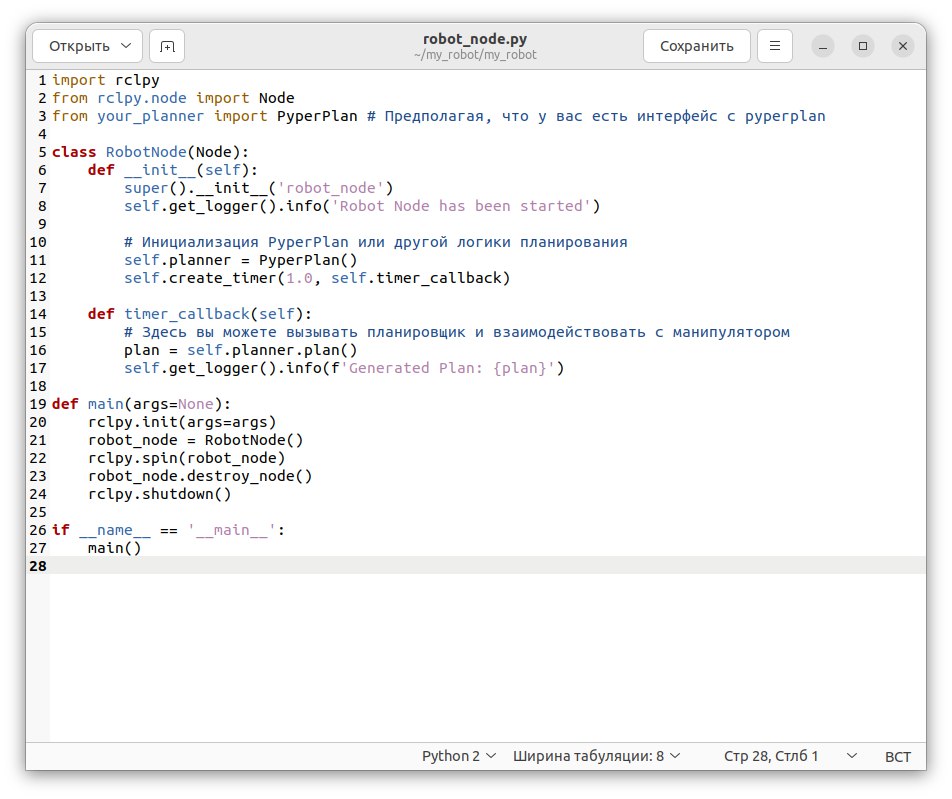 Открыть
robot_node.py
~/my_robot/my_robot
Сохранить
1 import rclpy
2 from rclpy.node import Node
3 from your_planner import PyperPlan # Предполагая, что у вас есть интерфейс с pyperplan
4
5 class RobotNode(Node):
6     def __init__(self):
7         super().__init__('robot_node')
8         self.get_logger().info('Robot Node has been started')
9
10         # Инициализация PyperPlan или другой логики планирования
11         self.planner = PyperPlan()
12         self.create_timer(1.0, self.timer_callback)
13
14     def timer_callback(self):
15         # Здесь вы можете вызывать планировщик и взаимодействовать с манипулятором
16         plan = self.planner.plan()
17         self.get_logger().info(f'Generated Plan: {plan}')
18
19 def main(args=None):
20     rclpy.init(args=args)
21     robot_node = RobotNode()
22     rclpy.spin(robot_node)
23     robot_node.destroy_node()
24     rclpy.shutdown()
25
26 if __name__ == '__main__':
27     main()
28
Python 2 Ширина табуляции: 8 Стр 28, Стлб 1 ВСТ